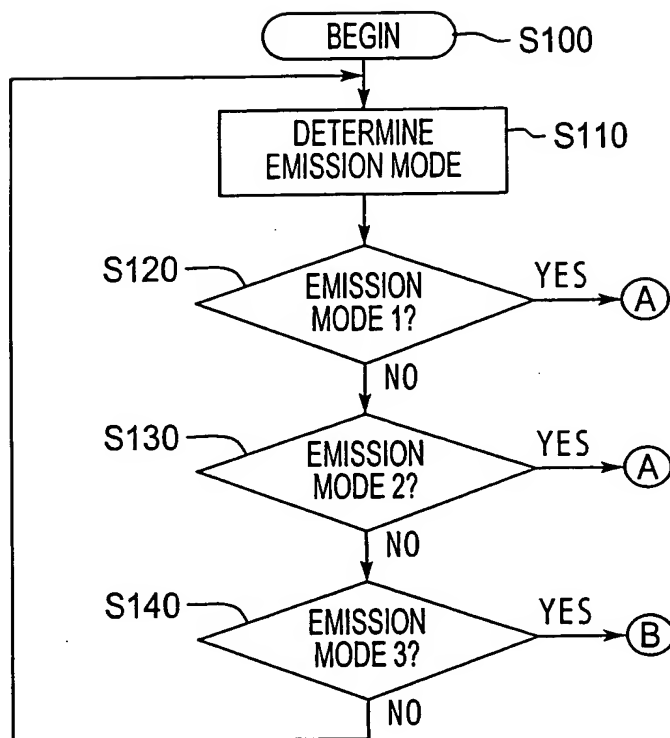 BEGIN
S100
DETERMINE
EMISSION MODE
S110
S120
EMISSION
MODE 1?
YES
A
NO
S130
EMISSION
MODE 2?
YES
A
NO
S140
EMISSION
MODE 3?
YES
B
NO